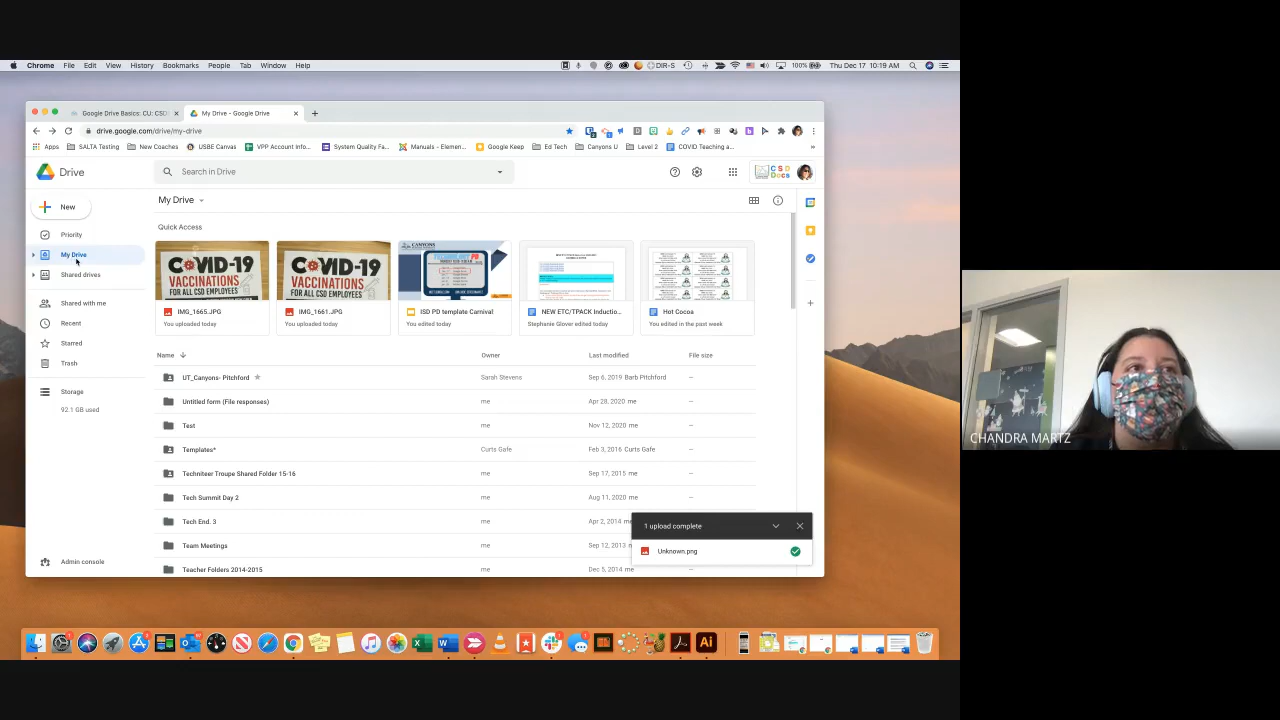 Chrome File Edit View History Bookmarks People Tab Window Help
DIR-S 100% Thu Dec 17 10:19 AM
Google Drive Basics: CU: CSD
My Drive - Google Drive
drive.google.com/drive/my-drive
Apps SALTA Testing New Coaches USBE Canvas VPP Account Info... System Quality Fa... Manuals - Elemen... Google Keep Ed Tech Canyons U Level 2 COVID Teaching a...
Drive
Search in Drive
CSD
Docs
New
Priority
My Drive
Shared drives
Shared with me
Recent
Starred
Trash
Storage
92.1 GB used
Admin console
My Drive
Quick Access
COVID-19
VACCINATIONS
FOR ALL CSD EMPLOYEES
IMG_1665.JPG
You uploaded today
COVID-19
VACCINATIONS
FOR ALL CSD EMPLOYEES
IMG_1661.JPG
You uploaded today
CANYONS
ISD PD template Carnival
You edited today
NEW ETC/TPACK Inductio...
Stephanie Glover edited today
Hot Cocoa
You edited in the past week
Name Owner Last modified File size
UT_Canyons- Pitchford Sarah Stevens Sep 6, 2019 Barb Pitchford –
Untitled form (File responses) me Apr 28, 2020 me –
Test me Nov 12, 2020 me –
Templates* Curts Gafe Feb 3, 2016 Curts Gafe –
Techniteer Troupe Shared Folder 15-16 me Sep 17, 2015 me –
Tech Summit Day 2 me Aug 11, 2020 me –
Tech End. 3 me Apr 2, 2014 m
Team Meetings me Sep 12, 2013 m
Teacher Folders 2014-2015 me Dec 5, 2014 me –
1 upload complete
Unknown.png
CHANDRA MARTZ